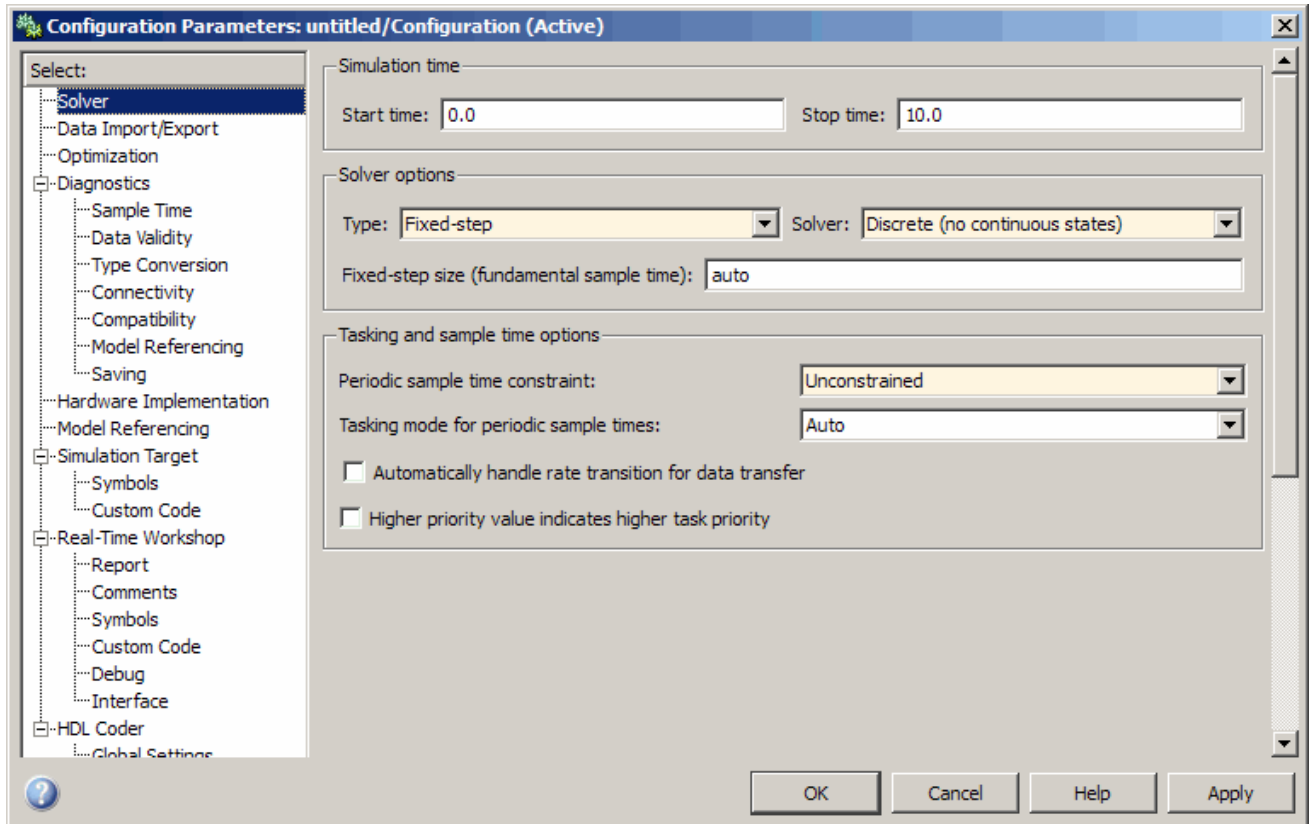 Configuration Parameters: untitled/Configuration (Active)
Select:
Solver
Data Import/Export
Optimization
Diagnostics
Sample Time
Data Validity
Type Conversion
Connectivity
Compatibility
Model Referencing
Saving
Hardware Implementation
Model Referencing
Simulation Target
Symbols
Custom Code
Real-Time Workshop
Report
Comments
Symbols
Custom Code
Debug
Interface
HDL Coder
Global Settings
Simulation time
Start time: 0.0 Stop time: 10.0
Solver options
Type: Fixed-step Solver: Discrete (no continuous states)
Fixed-step size (fundamental sample time): auto
Tasking and sample time options
Periodic sample time constraint: Unconstrained
Tasking mode for periodic sample times: Auto
Automatically handle rate transition for data transfer
Higher priority value indicates higher task priority
OK Cancel Help Apply